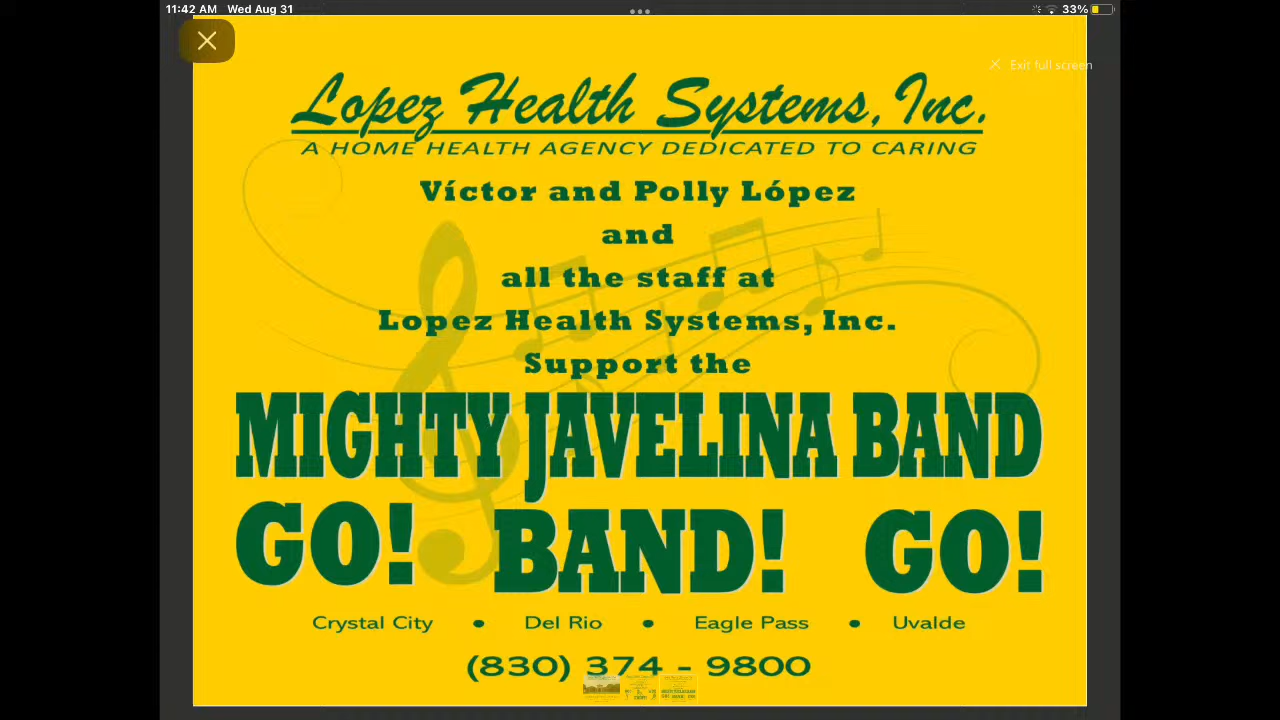 11:42 AM Wed Aug 31
33%
Exit full screen
Lopez Health Systems, Inc.
A HOME HEALTH AGENCY DEDICATED TO CARING
Víctor and Polly López
and
all the staff at
Lopez Health Systems, Inc.
Support the
MIGHTY JAVELINA BAND
GO! BAND! GO!
Crystal City • Del Rio • Eagle Pass • Uvalde
(830) 374 - 9800